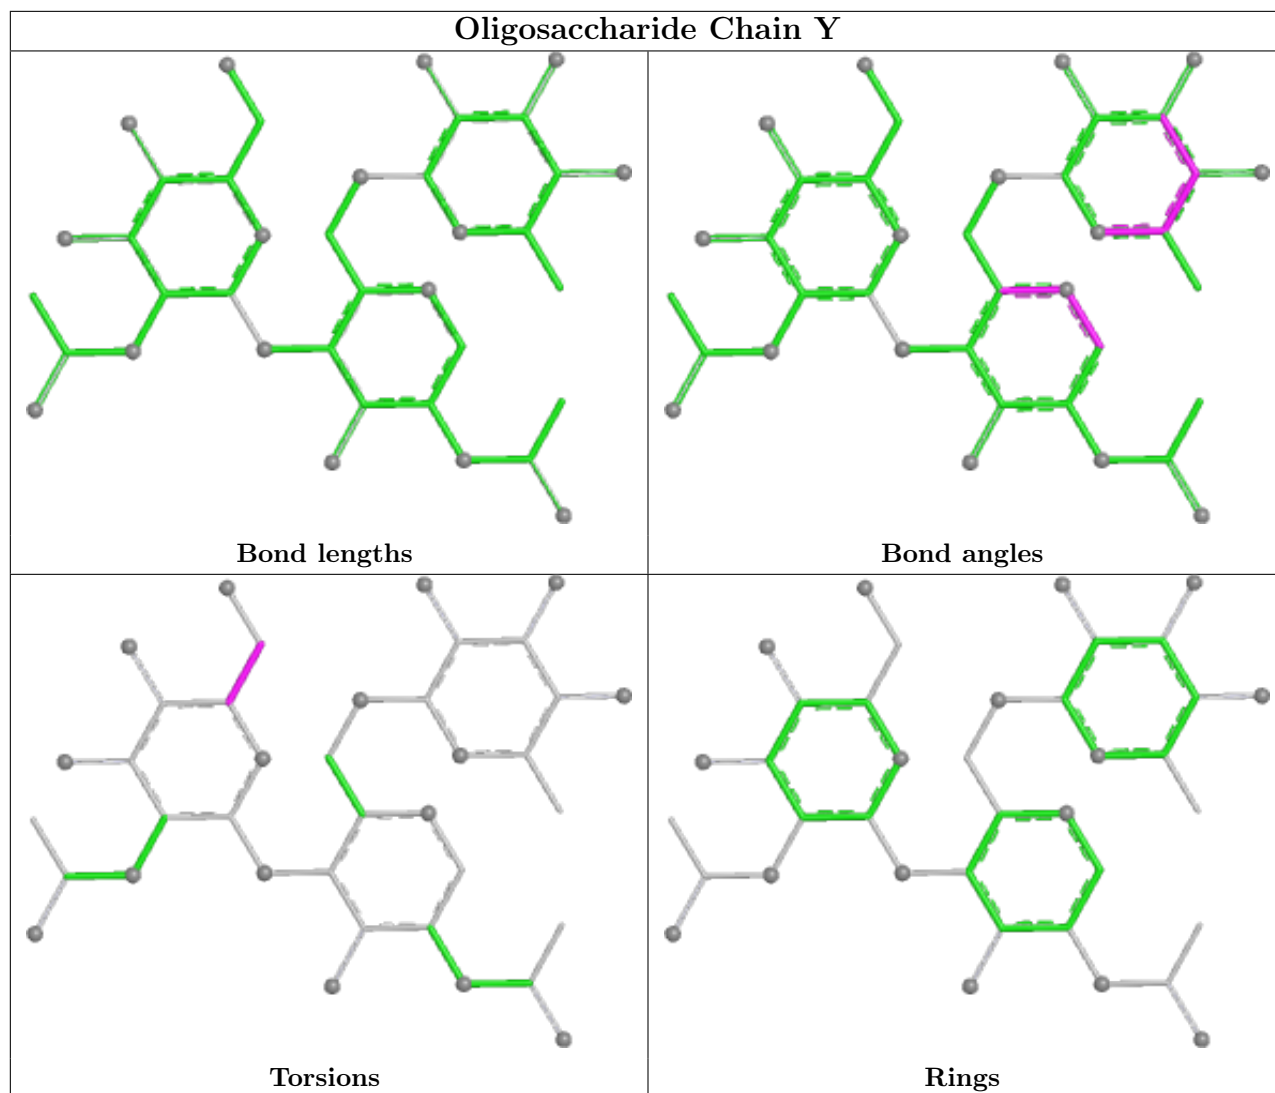 Oligosaccharide Chain Y
Bond lengths
Bond angles
Torsions
Rings